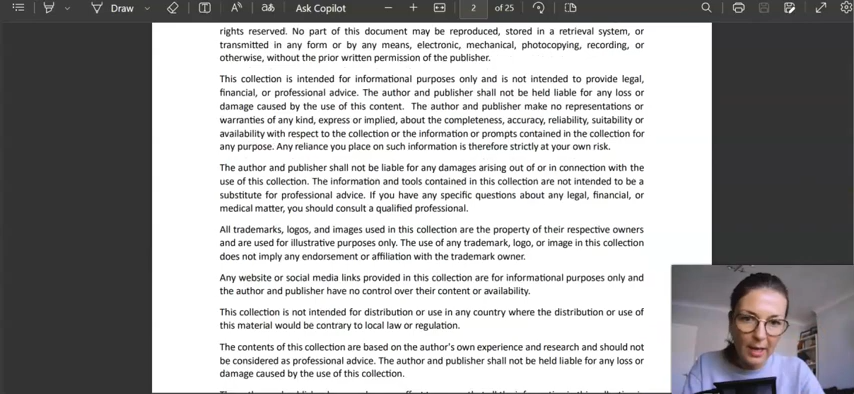 Draw
Ask Copilot
2 of 25
rights reserved. No part of this document may be reproduced, stored in a retrieval system, or
transmitted in any form or by any means, electronic, mechanical, photocopying, recording, or
otherwise, without the prior written permission of the publisher.
This collection is intended for informational purposes only and is not intended to provide legal,
financial, or professional advice. The author and publisher shall not be held liable for any loss or
damage caused by the use of this content. The author and publisher make no representations or
warranties of any kind, express or implied, about the completeness, accuracy, reliability, suitability or
availability with respect to the collection or the information or prompts contained in the collection for
any purpose. Any reliance you place on such information is therefore strictly at your own risk.
The author and publisher shall not be liable for any damages arising out of or in connection with the
use of this collection. The information and tools contained in this collection are not intended to be a
substitute for professional advice. If you have any specific questions about any legal, financial, or
medical matter, you should consult a qualified professional.
All trademarks, logos, and images used in this collection are the property of their respective owners
and are used for illustrative purposes only. The use of any trademark, logo, or image in this collection
does not imply any endorsement or affiliation with the trademark owner.
Any website or social media links provided in this collection are for informational purposes only and
the author and publisher have no control over their content or availability.
This collection is not intended for distribution or use in any country where the distribution or use of
this material would be contrary to local law or regulation.
The contents of this collection are based on the author's own experience and research and should not
be considered as professional advice. The author and publisher shall not be held liable for any loss or
damage caused by the use of this collection.